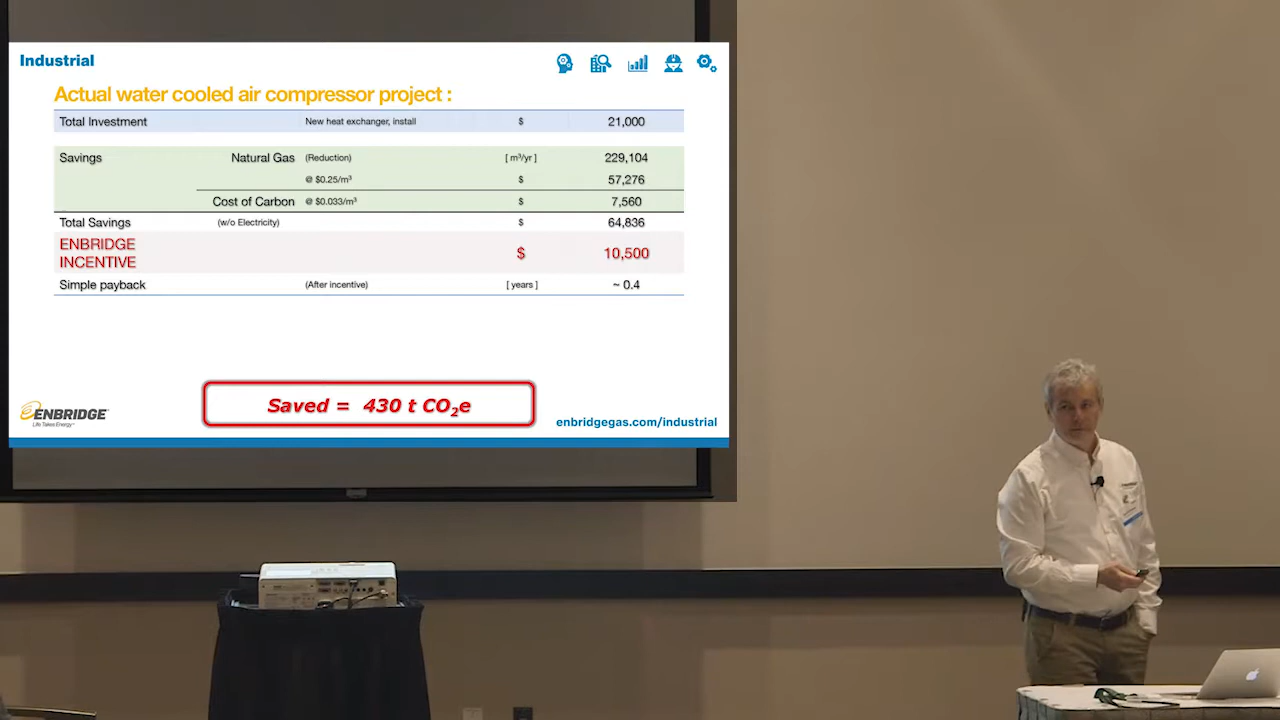 Industrial
Actual water cooled air compressor project :
Total Investment New heat exchanger, install $ 21,000
Savings Natural Gas (Reduction) [ m³/yr ] 229,104
@ $0.25/m³ $ 57,276
Cost of Carbon @ $0.033/m³ $ 7,560
Total Savings (w/o Electricity) $ 64,836
ENBRIDGE
INCENTIVE $ 10,500
Simple payback (After incentive) [ years ] ~ 0.4
Saved = 430 t CO₂e
ENBRIDGE
Life Takes Energy™
enbridgegas.com/industrial